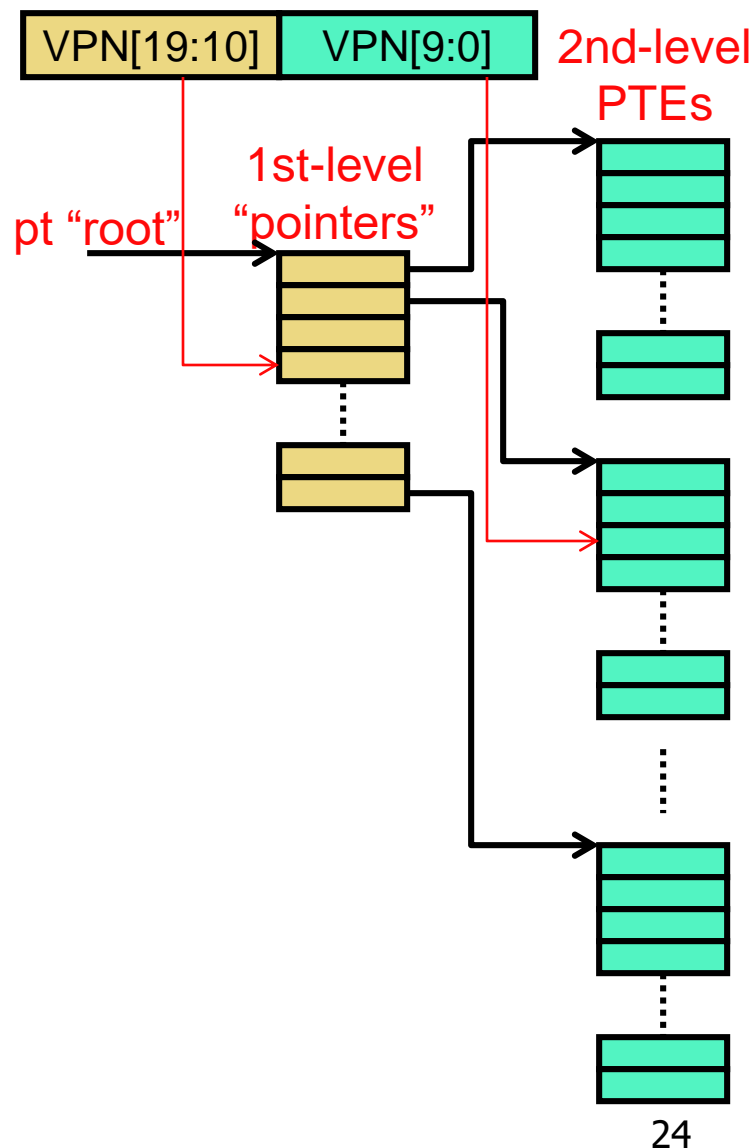 VPN[19:10] VPN[9:0]
2nd-level
PTEs
1st-level
“pointers”
pt “root”
24